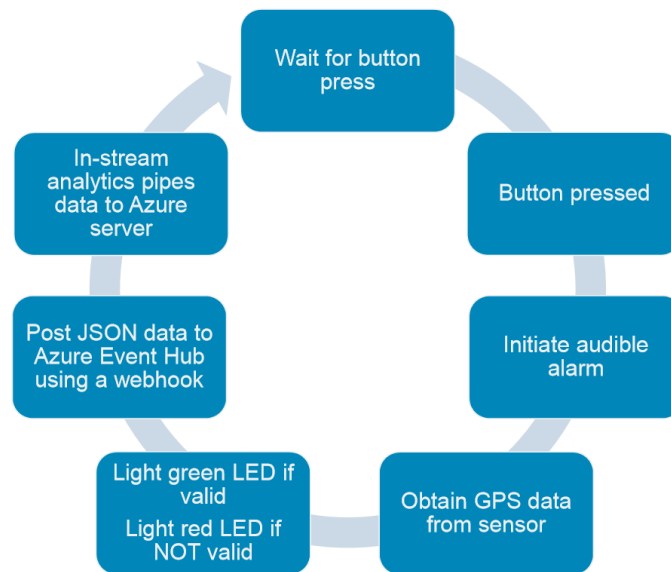 Wait for button
press
Button pressed
Initiate audible
alarm
Obtain GPS data
from sensor
Light green LED if
valid
Light red LED if
NOT valid
Post JSON data to
Azure Event Hub
using a webhook
In-stream
analytics pipes
data to Azure
server